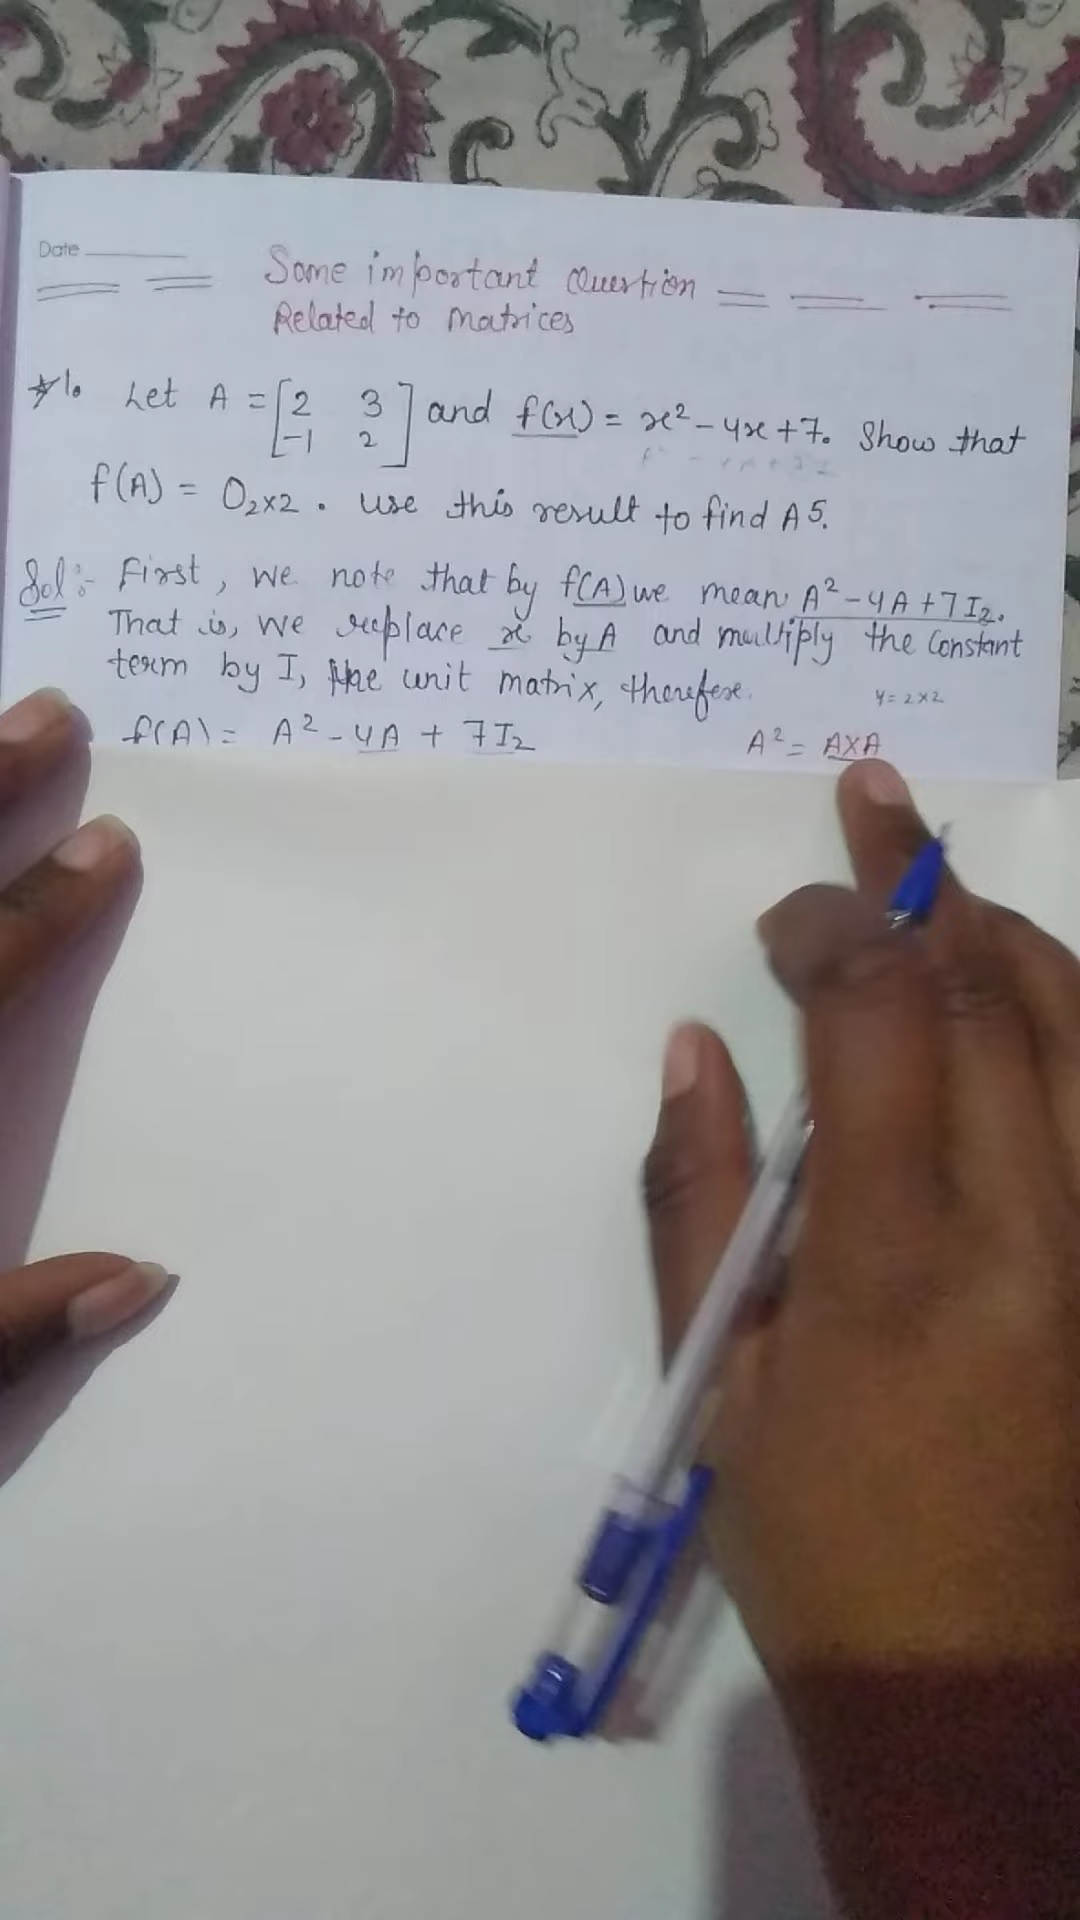 Date
Some important Question
Related to Matrices
1. Let A = [2 3] and f(x) = x² - 4x + 7. Show that
[-1 2]
f(A) = O₂ₓ₂. Use this result to find A5.
Sol:- First, we note that by f(A) we mean A² - 4A + 7I₂.
That is, we replace x by A and multiply the constant
term by I, the unit matrix, therefore.
4 = 2×2
f(A) = A² - 4A + 7I₂ A² = A×A